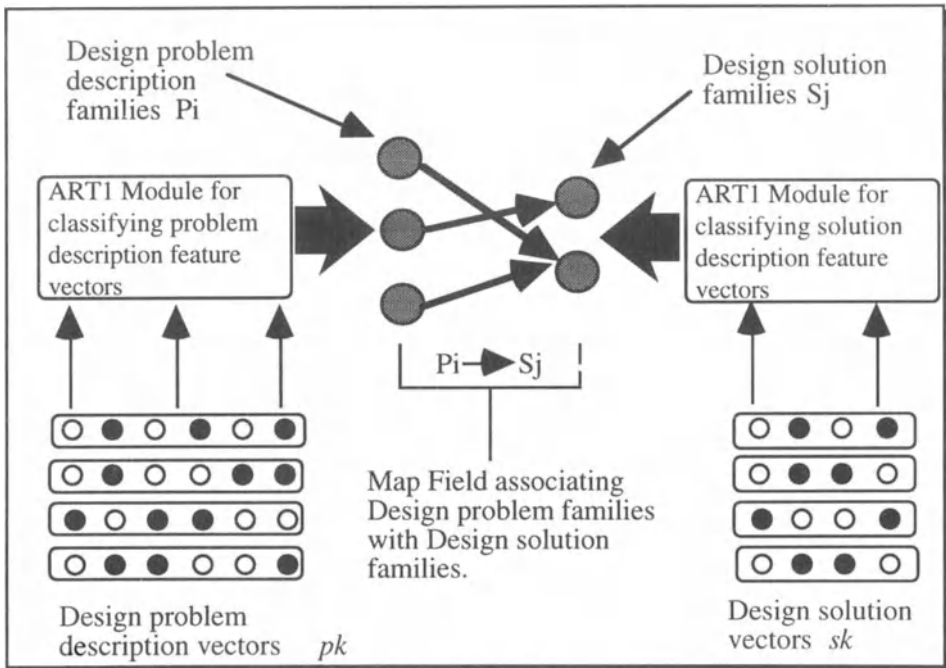 Design problem
description
families Pi
Design solution
families Sj
ART1 Module for
classifying problem
description feature
vectors
ART1 Module for
classifying solution
description feature
vectors
Pi Sj
Map Field associating
Design problem families
with Design solution
families.
Design problem
description vectors pk
Design solution
vectors sk